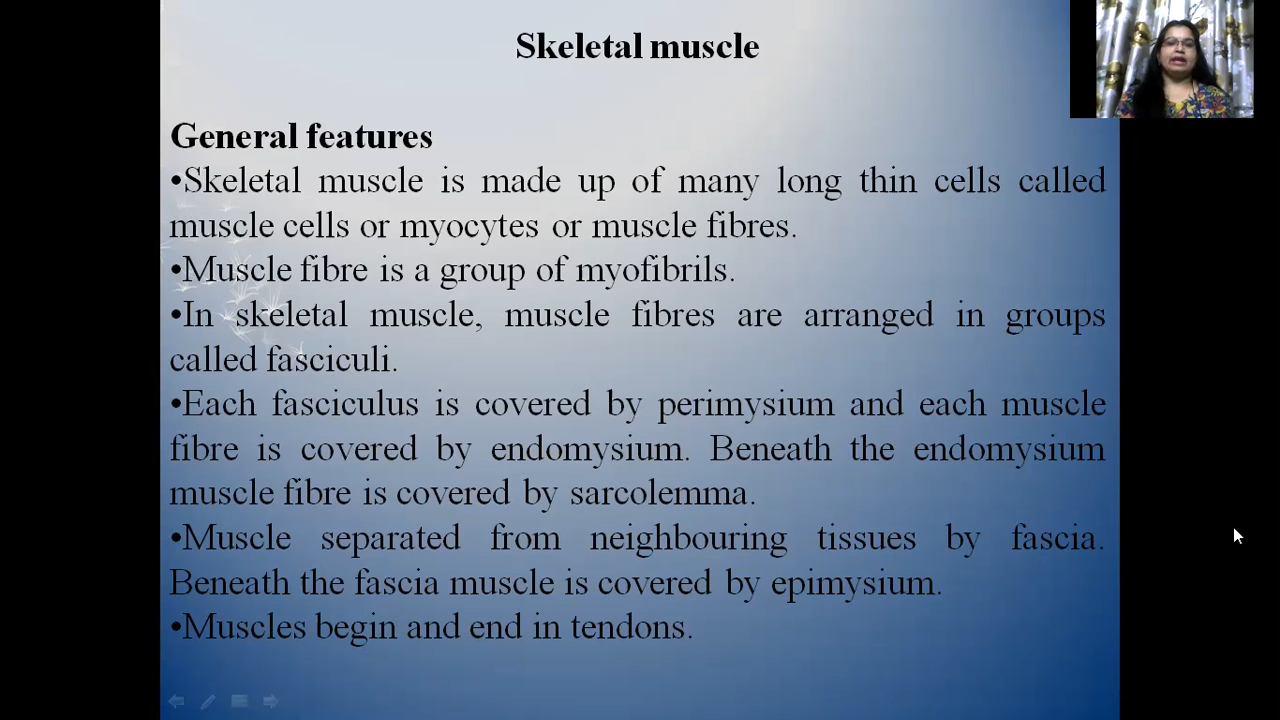 Skeletal muscle
General features
•Skeletal muscle is made up of many long thin cells called
muscle cells or myocytes or muscle fibres.
•Muscle fibre is a group of myofibrils.
•In skeletal muscle, muscle fibres are arranged in groups
called fasciculi.
•Each fasciculus is covered by perimysium and each muscle
fibre is covered by endomysium. Beneath the endomysium
muscle fibre is covered by sarcolemma.
•Muscle separated from neighbouring tissues by fascia.
Beneath the fascia muscle is covered by epimysium.
•Muscles begin and end in tendons.